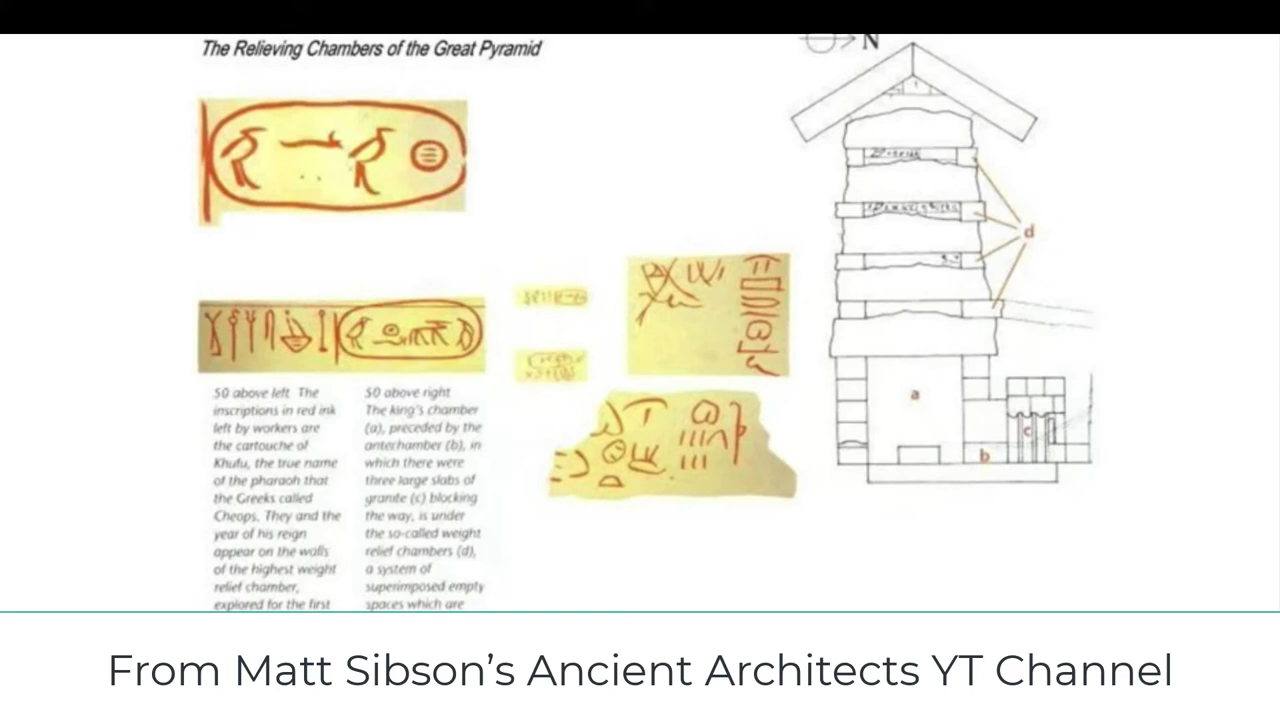 The Relieving Chambers of the Great Pyramid
N
d
a
c
b
50 above left The
inscriptions in red ink
left by workers are
the cartouche of
Khufu, the true name
of the pharaoh that
the Greeks called
Cheops. They and the
year of his reign
appear on the walls
of the highest weight
relief chamber,
explored for the first
50 above right
The king's chamber
(a), preceded by the
antechamber (b), in
which there were
three large slabs of
granite (c) blocking
the way, is under
the so-called weight
relief chambers (d),
a system of
superimposed empty
spaces which are
From Matt Sibson's Ancient Architects YT Channel